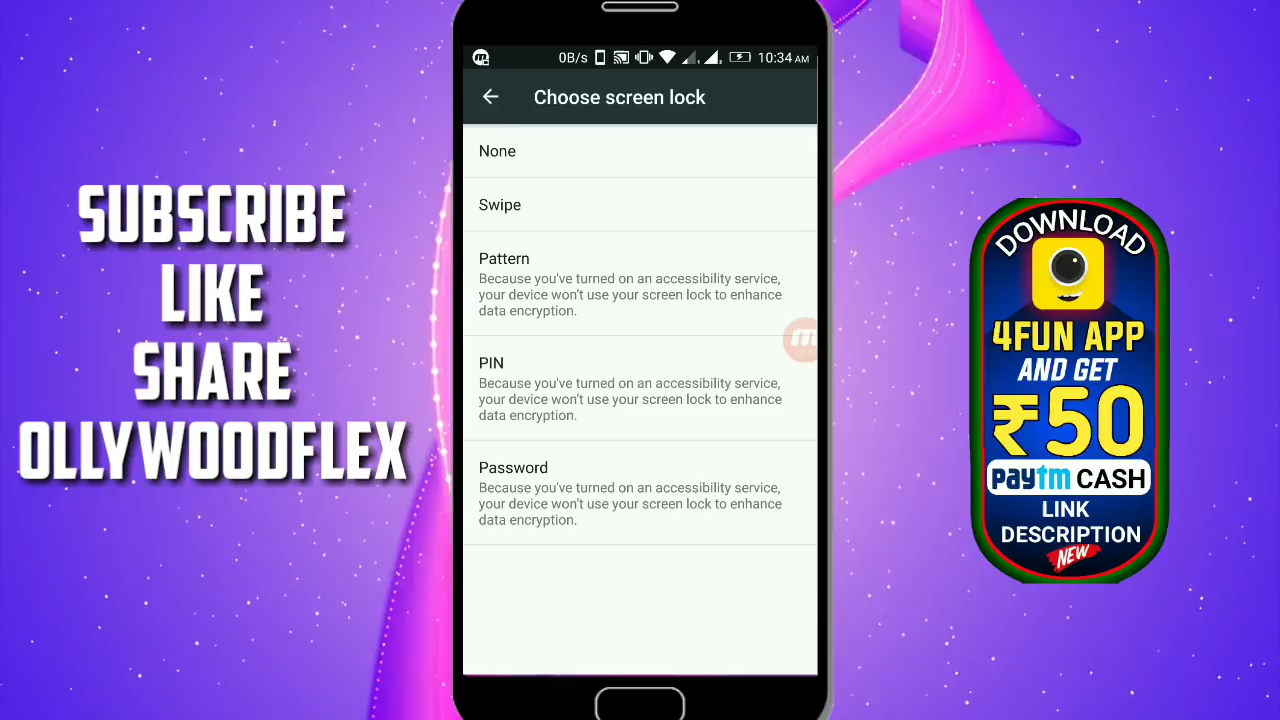 SUBSCRIBE
LIKE
SHARE
OLLYWOODFLEX
0B/s
1
2
10:34 AM
Choose screen lock
None
Swipe
Pattern
Because you've turned on an accessibility service,
your device won't use your screen lock to enhance
data encryption.
PIN
Because you've turned on an accessibility service,
your device won't use your screen lock to enhance
data encryption.
Password
Because you've turned on an accessibility service,
your device won't use your screen lock to enhance
data encryption.
DOWNLOAD
4FUN APP
AND GET
₹50
paytm CASH
LINK
DESCRIPTION
NEW